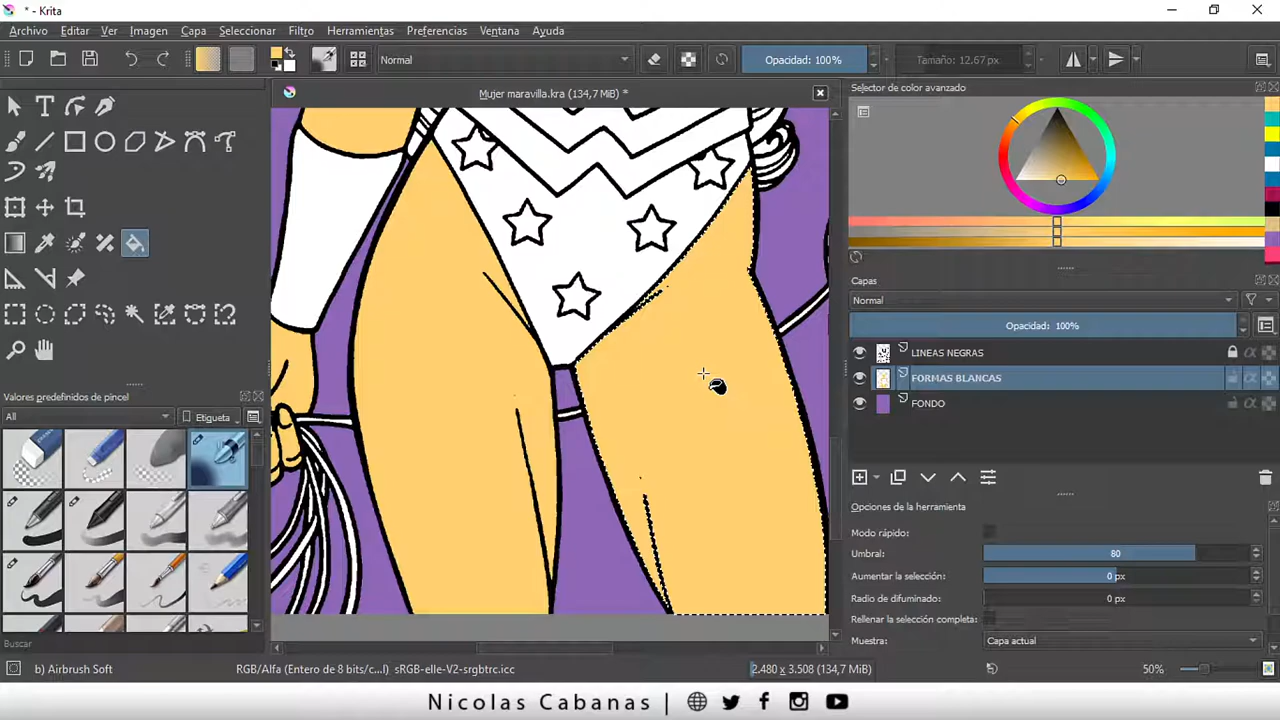 * - Krita
Archivo Editar Ver Imagen Capa Seleccionar Filtro Herramientas Preferencias Ventana Ayuda
Normal
Opacidad: 100%
Tamaño: 12.67 px
Mujer maravilla.kra (134,7 MiB) *
Selector de color avanzado
Capas
Normal
Opacidad: 100%
LINEAS NEGRAS
FORMAS BLANCAS
FONDO
Valores predefinidos de pincel
All
Etiqueta
Opciones de la herramienta
Modo rápido:
Umbral: 80
Aumentar la selección: 0 px
Radio de difuminado: 0 px
Rellenar la selección completa:
Muestra: Capa actual
Buscar
b) Airbrush Soft
RGB/Alfa (Entero de 8 bits/c...l) sRGB-elle-V2-srgbtrc.icc
2.480 x 3.508 (134,7 MiB)
50%
Nicolas Cabanas |